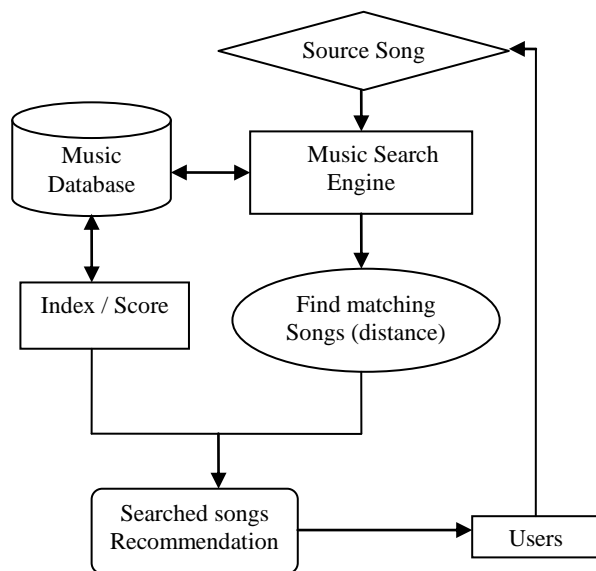 Source Song
Music
Database
Music Search
Engine
Index / Score
Find matching
Songs (distance)
Searched songs
Recommendation
Users